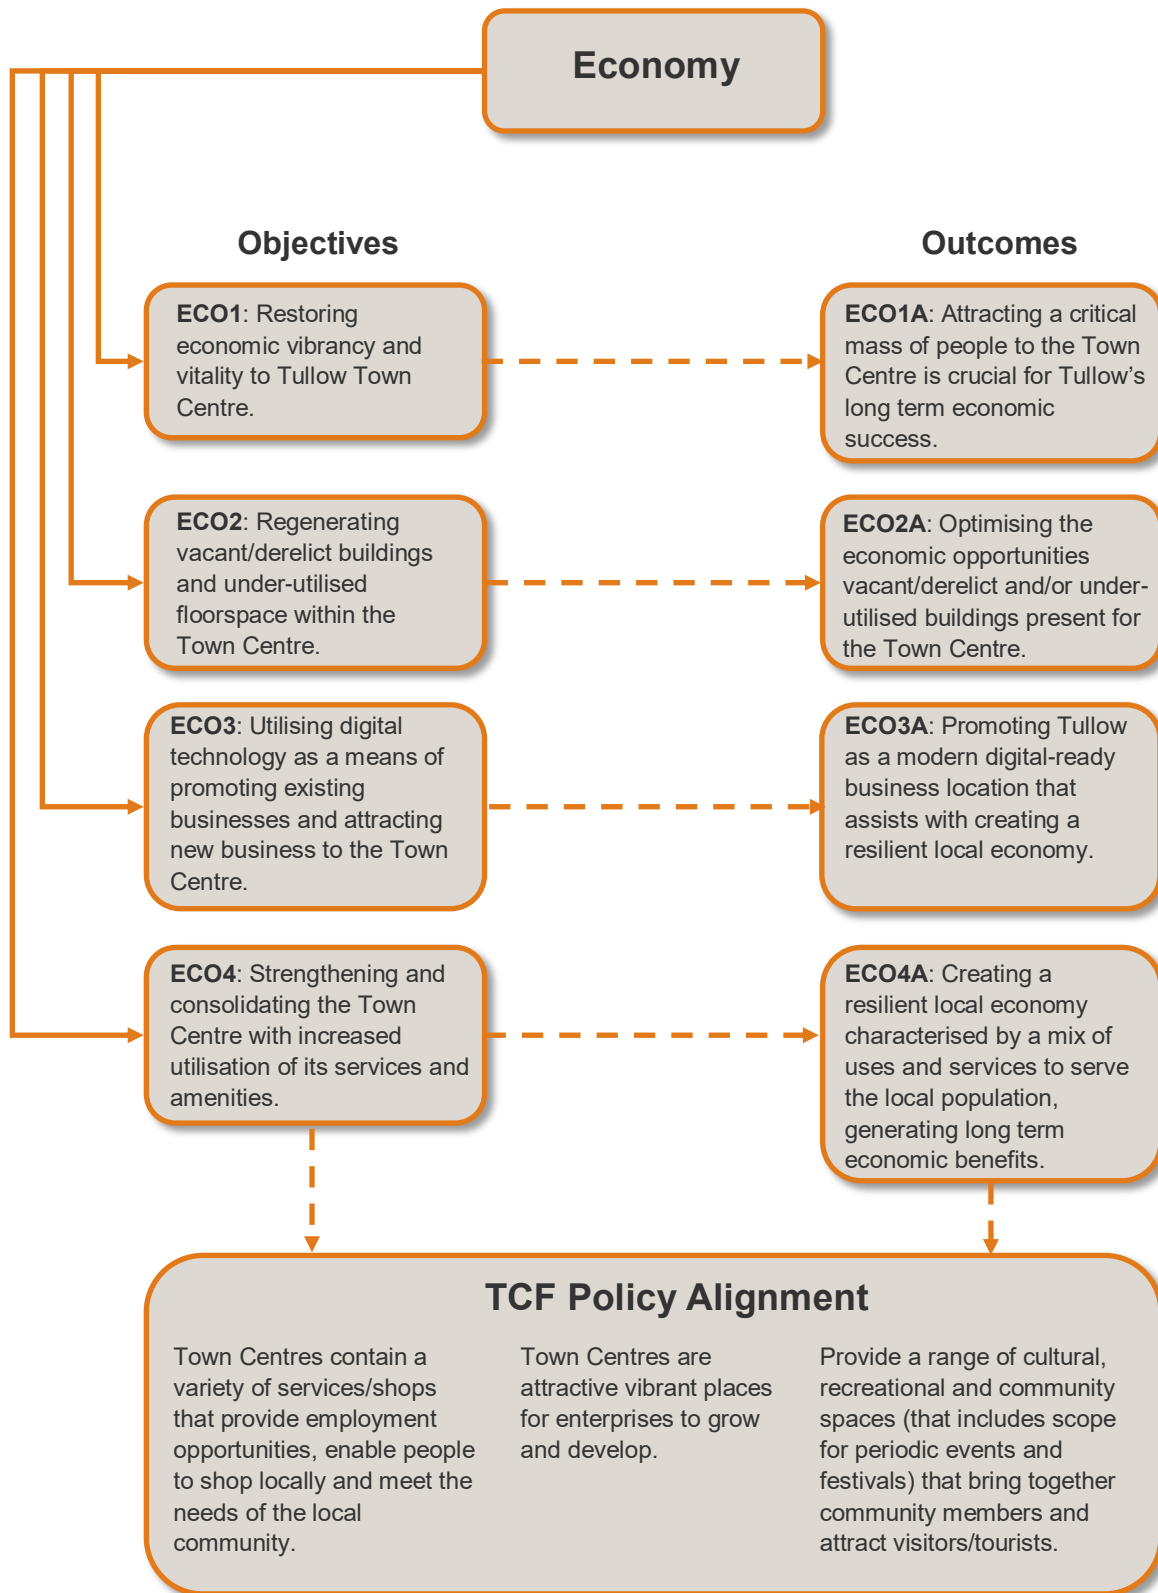 Economy
Objectives
Outcomes
ECO1: Restoring
economic vibrancy and
vitality to Tullow Town
Centre.
ECO1A: Attracting a critical
mass of people to the Town
Centre is crucial for Tullow’s
long term economic
success.
ECO2: Regenerating
vacant/derelict buildings
and under-utilised
floorspace within the
Town Centre.
ECO2A: Optimising the
economic opportunities
vacant/derelict and/or under-
utilised buildings present for
the Town Centre.
ECO3: Utilising digital
technology as a means of
promoting existing
businesses and attracting
new business to the Town
Centre.
ECO3A: Promoting Tullow
as a modern digital-ready
business location that
assists with creating a
resilient local economy.
ECO4: Strengthening and
consolidating the Town
Centre with increased
utilisation of its services and
amenities.
ECO4A: Creating a
resilient local economy
characterised by a mix of
uses and services to serve
the local population,
generating long term
economic benefits.
TCF Policy Alignment
Town Centres contain a
variety of services/shops
that provide employment
opportunities, enable people
to shop locally and meet the
needs of the local
community.
Town Centres are
attractive vibrant places
for enterprises to grow
and develop.
Provide a range of cultural,
recreational and community
spaces (that includes scope
for periodic events and
festivals) that bring together
community members and
attract visitors/tourists.